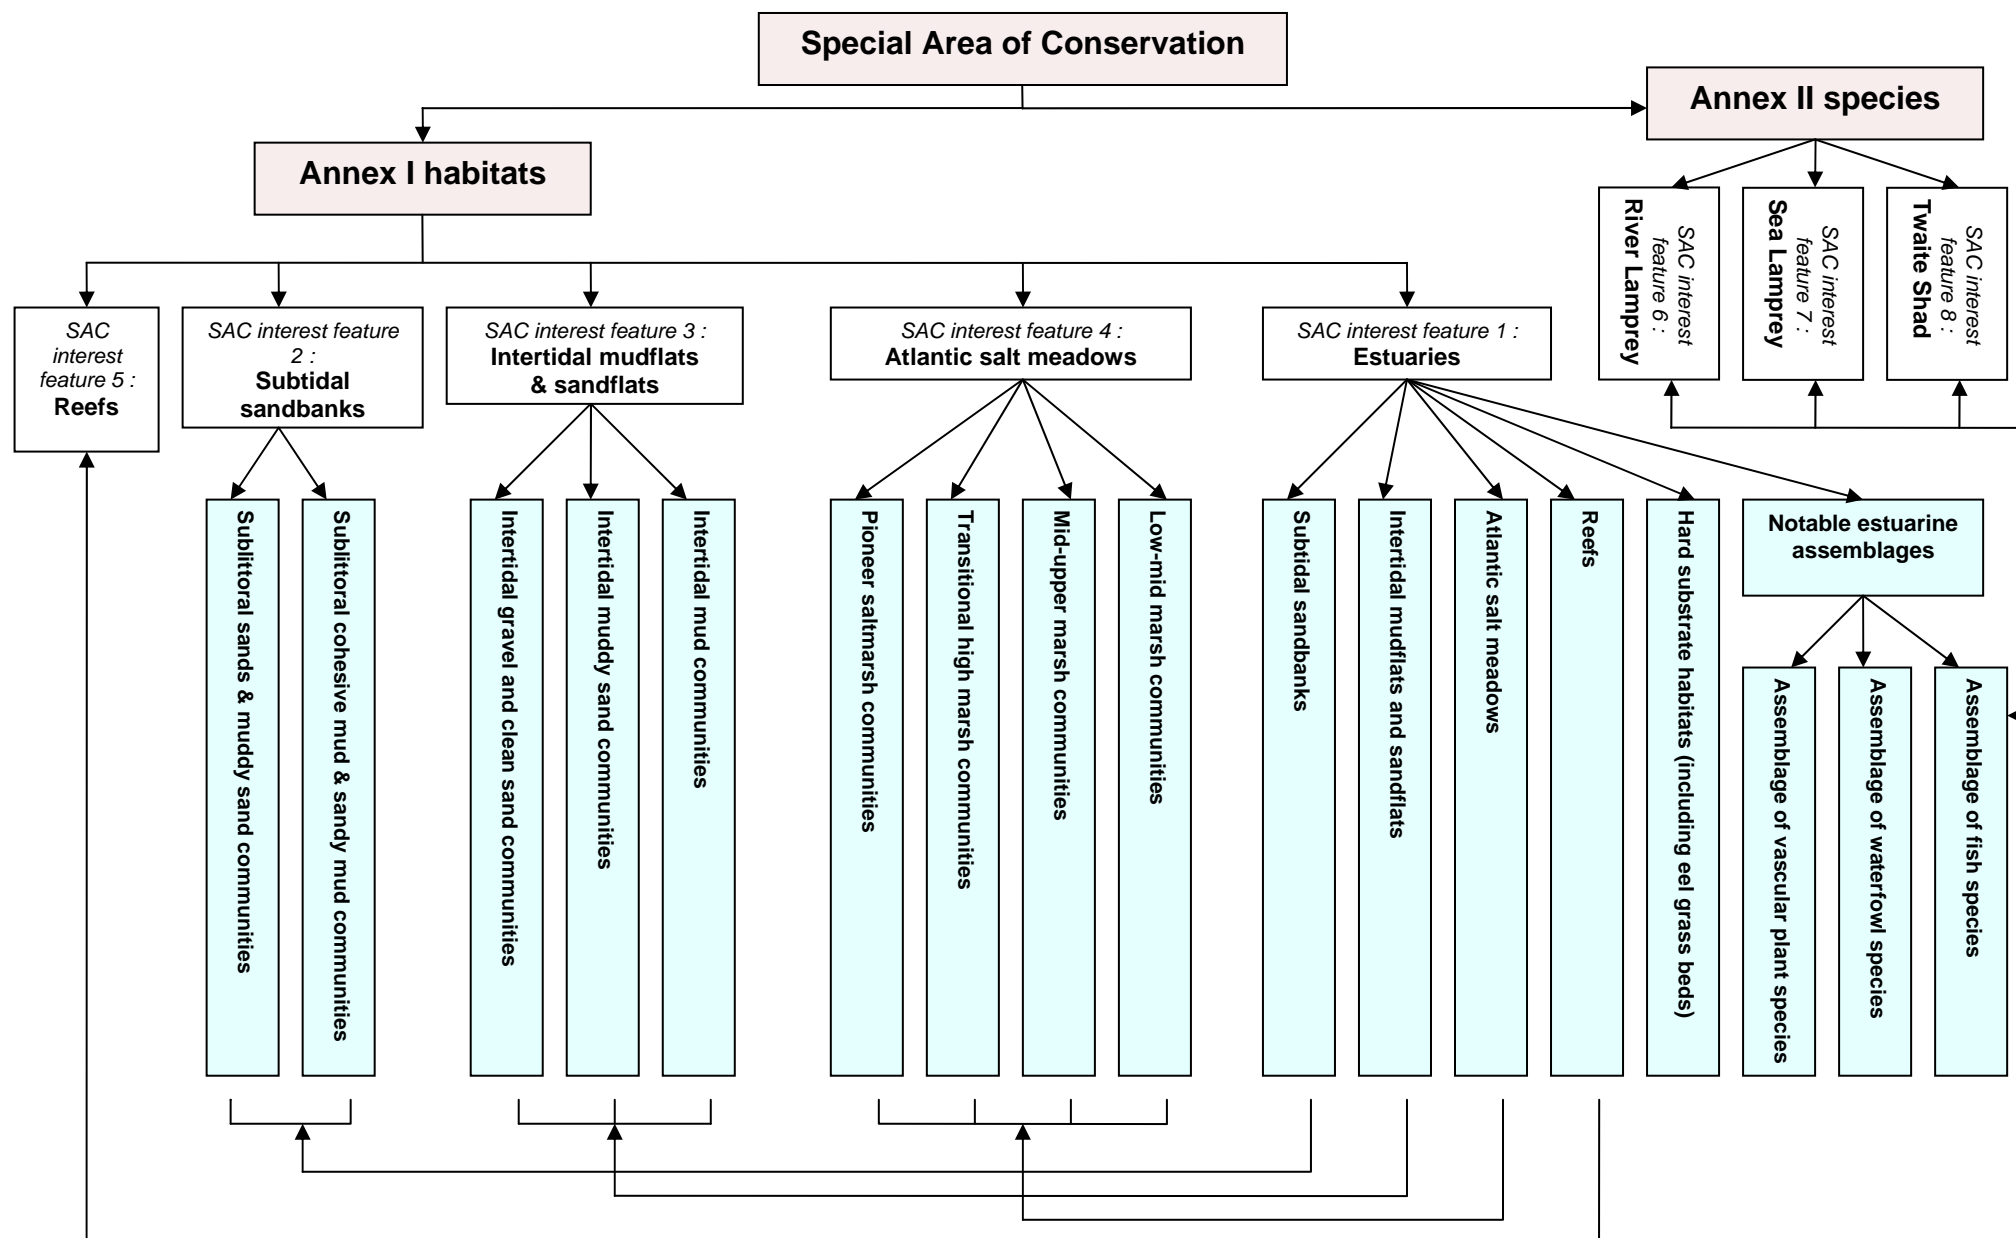 Special Area of Conservation
Annex II species
Annex I habitats
SAC interest
feature 6 :
River Lamprey
SAC interest
feature 7 :
Sea Lamprey
SAC interest
feature 8 :
Twaite Shad
SAC
interest
feature 5 :
Reefs
SAC interest feature
2 :
Subtidal
sandbanks
SAC interest feature 3 :
Intertidal mudflats
& sandflats
SAC interest feature 4 :
Atlantic salt meadows
SAC interest feature 1 :
Estuaries
Sublittoral sands & muddy sand communities
Sublittoral cohesive mud & sandy mud communities
Intertidal gravel and clean sand communities
Intertidal muddy sand communities
Intertidal mud communities
Pioneer saltmarsh communities
Transitional high marsh communities
Mid-upper marsh communities
Low-mid marsh communities
Subtidal sandbanks
Intertidal mudflats and sandflats
Atlantic salt meadows
Reefs
Hard substrate habitats (including eel grass beds)
Notable estuarine
assemblages
Assemblage of vascular plant species
Assemblage of waterfowl species
Assemblage of fish species